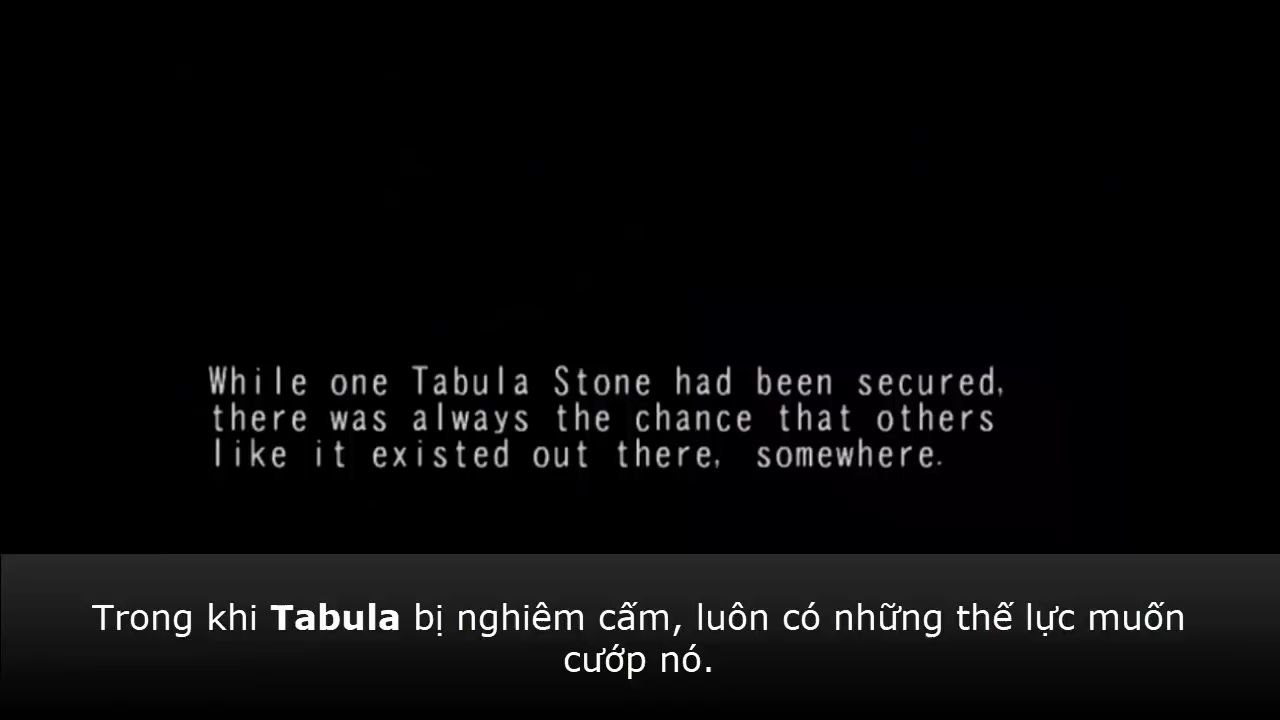 While one Tabula Stone had been secured,
there was always the chance that others
like it existed out there, somewhere.
Trong khi Tabula bị nghiêm cấm, luôn có những thế lực muốn
cướp nó.